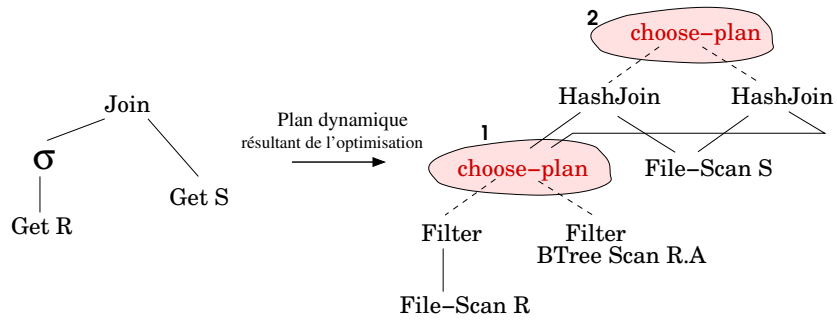 2
choose–plan
Join
HashJoin
HashJoin
Plan dynamique
résultant de l'optimisation
1
σ
choose–plan
File–Scan S
Get S
Get R
Filter
Filter
BTree Scan R.A
File–Scan R